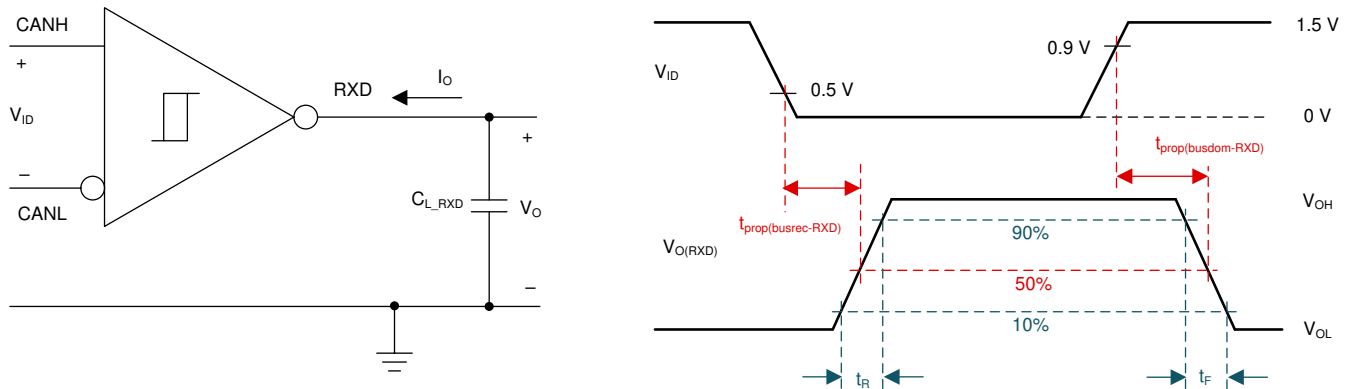 CANH
+
V_ID
–
CANL
RXD
I_O
+
C_L_RXD
V_O
–
V_ID
0.5 V
0.9 V
1.5 V
0 V
t_prop(busrec-RXD)
t_prop(busdom-RXD)
V_O(RXD)
90%
50%
10%
V_OH
V_OL
t_R
t_F